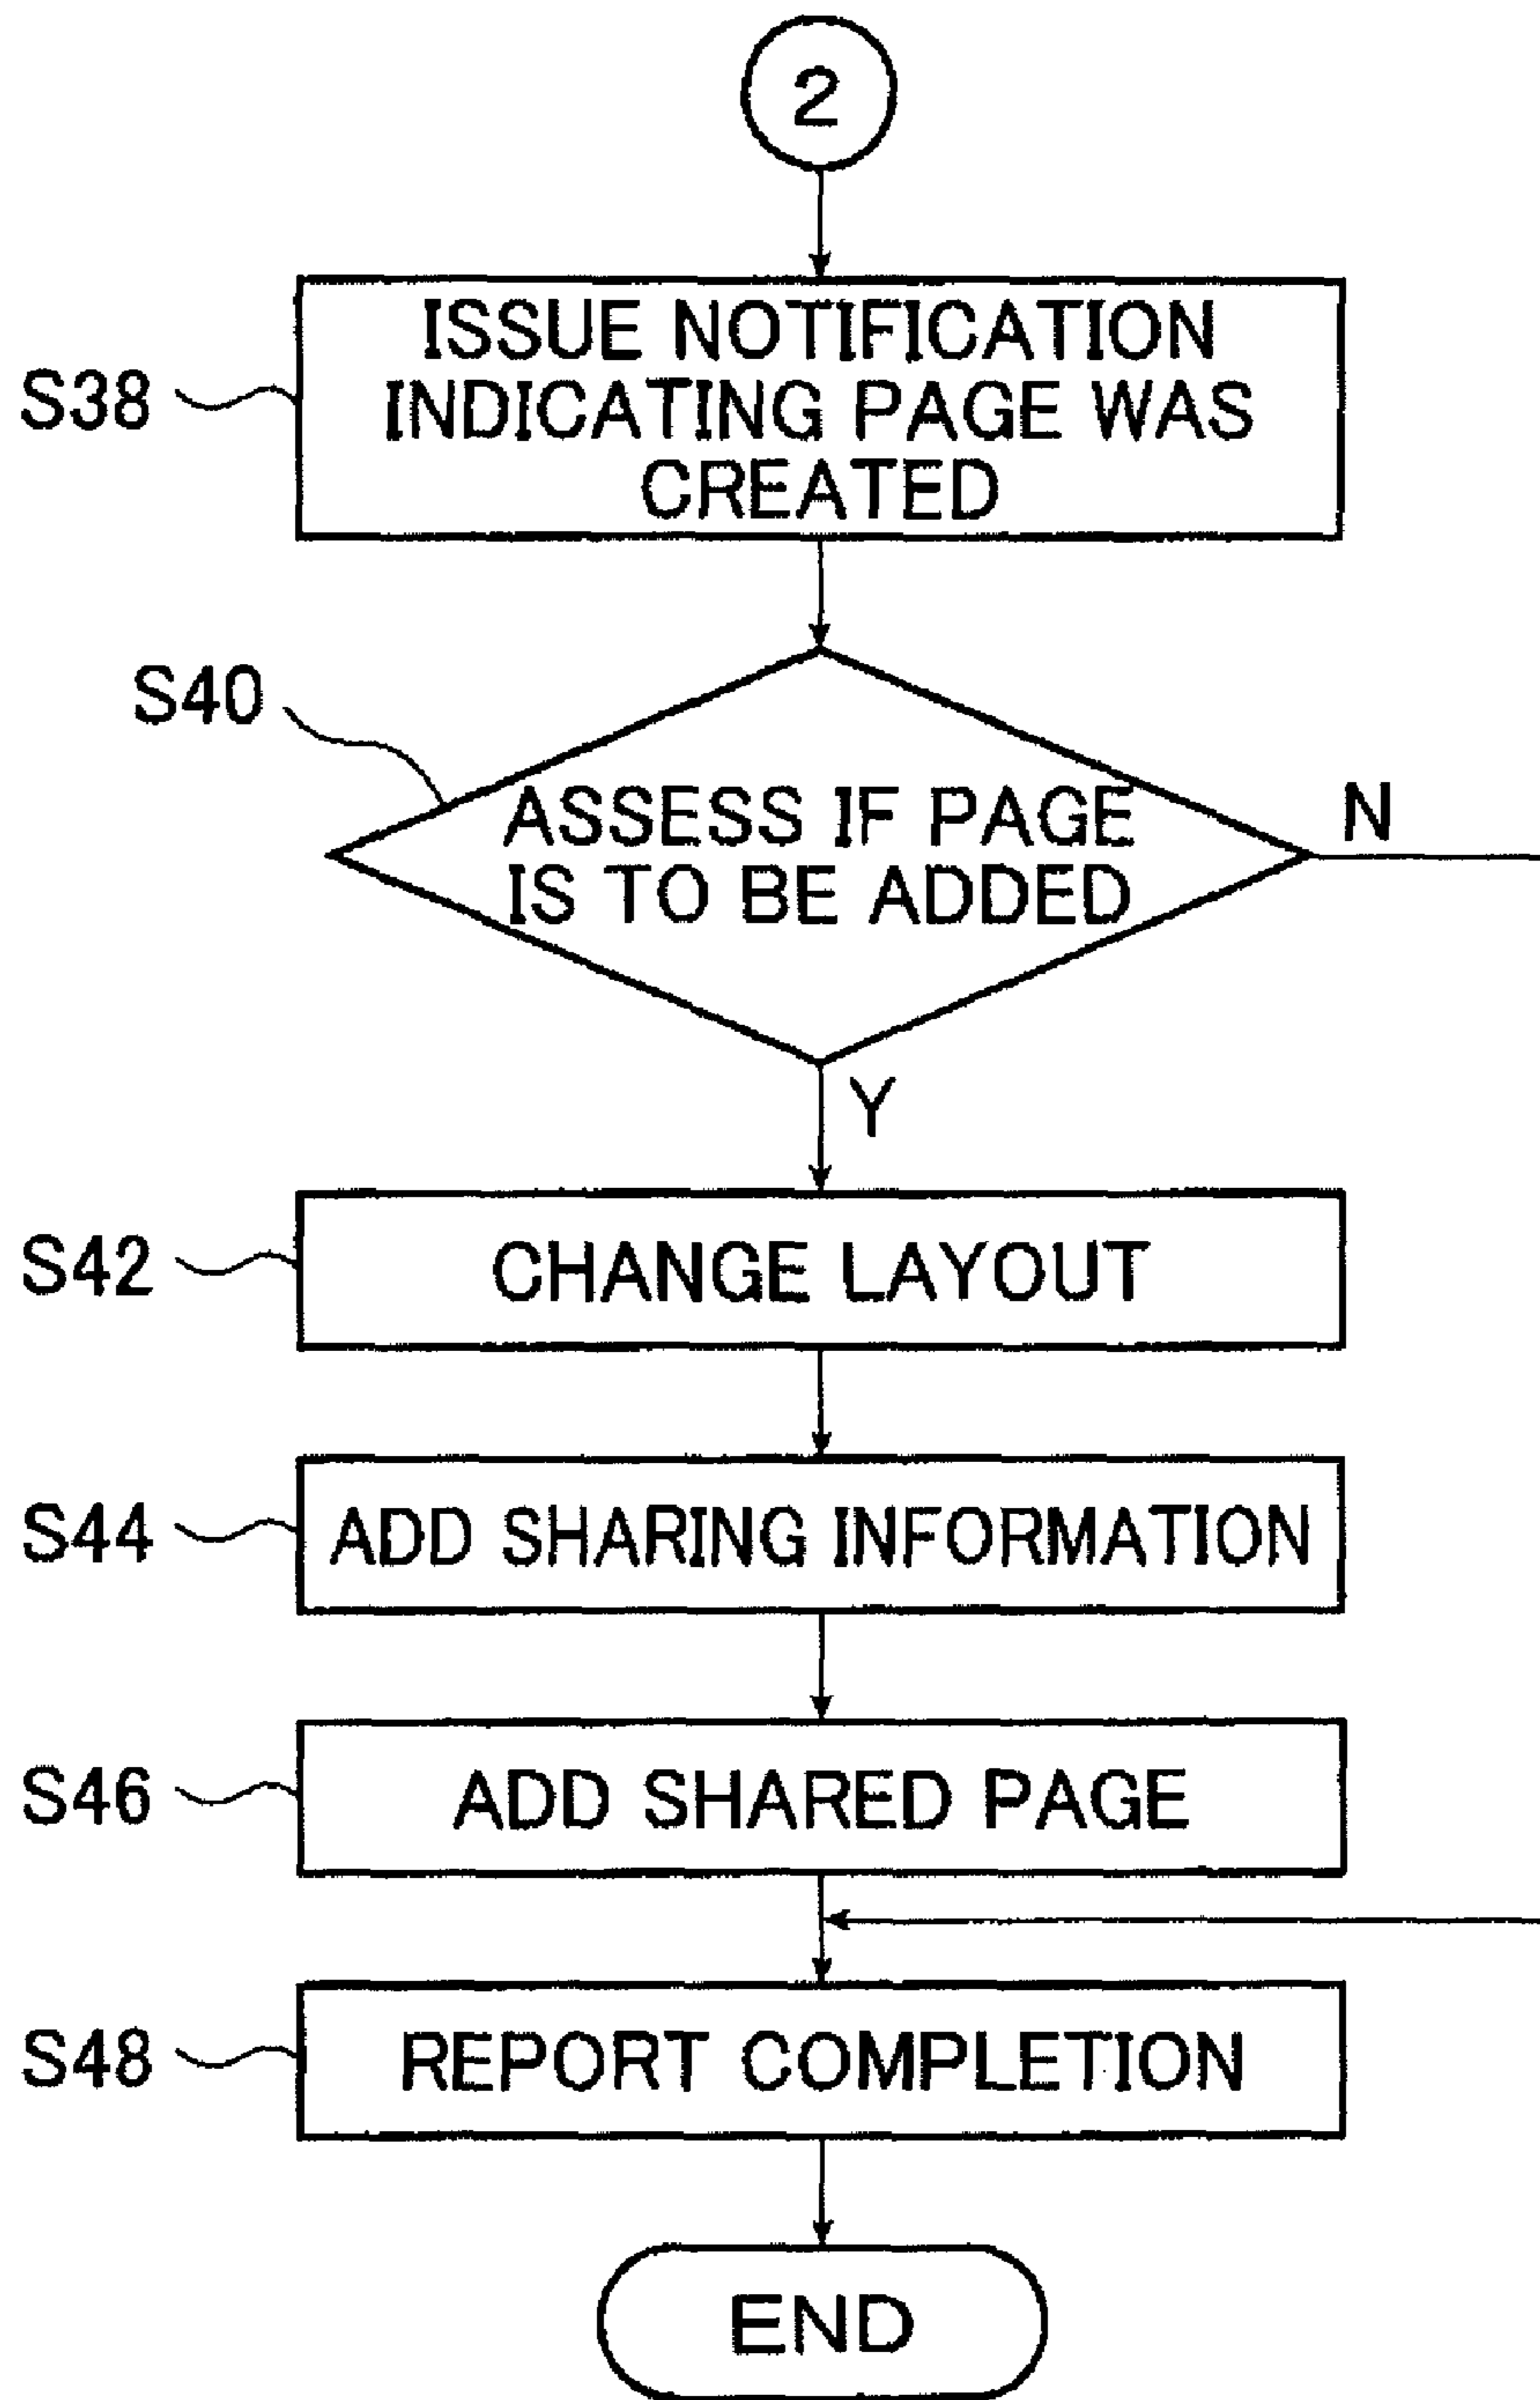 2
S38
ISSUE NOTIFICATION
INDICATING PAGE WAS
CREATED
S40
ASSESS IF PAGE
IS TO BE ADDED
N
Y
S42
CHANGE LAYOUT
S44
ADD SHARING INFORMATION
S46
ADD SHARED PAGE
S48
REPORT COMPLETION
END